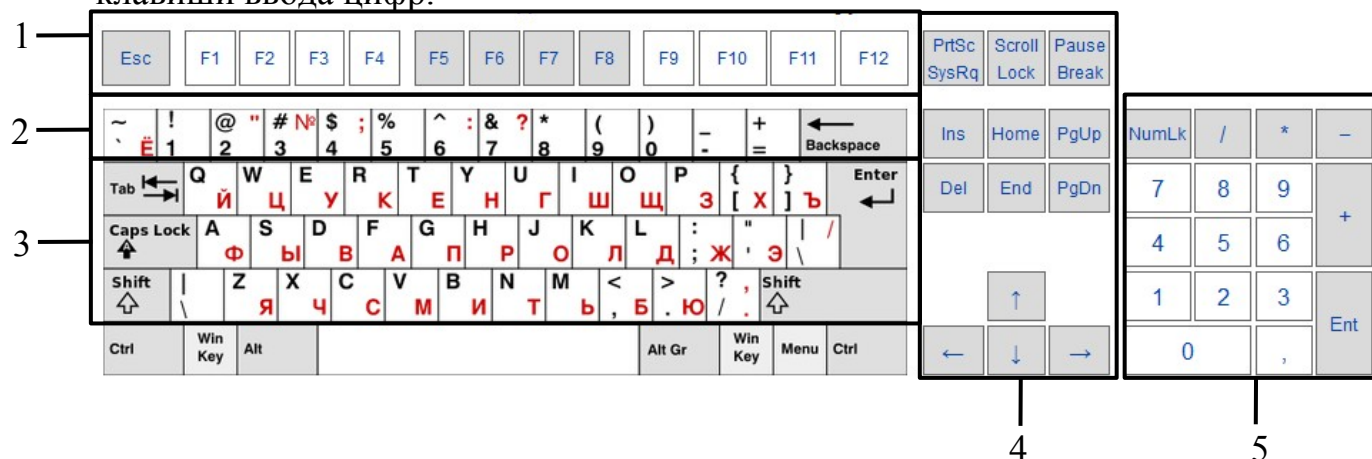 клавиши ввода цифр.
1
Esc F1 F2 F3 F4 F5 F6 F7 F8 F9 F10 F11 F12
PrtSc SysRq Scroll Lock Pause Break
2
~ ` Ё ! 1 @ " 2 # № 3 $ ; 4 % 5 ^ : 6 & ? 7 * 8 ( 9 ) 0 _ - + = Backspace
Ins Home PgUp NumLk / * –
Tab Q Й W Ц E У R К T Е Y Н U Г I Ш O Щ P З { [ Х } ] Ъ Enter
Del End PgDn 7 8 9 +
3
Caps Lock A Ф S Ы D В F А G П H Р J О K Л L Д : ; Ж " ' Э | / \
4 5 6
Shift | \ Z Я X Ч C С V М B И N Т M Ь < , Б > . Ю ? , / . Shift
↑ 1 2 3 Ent
Ctrl Win Key Alt Alt Gr Win Key Menu Ctrl
← ↓ → 0 ,
4 5